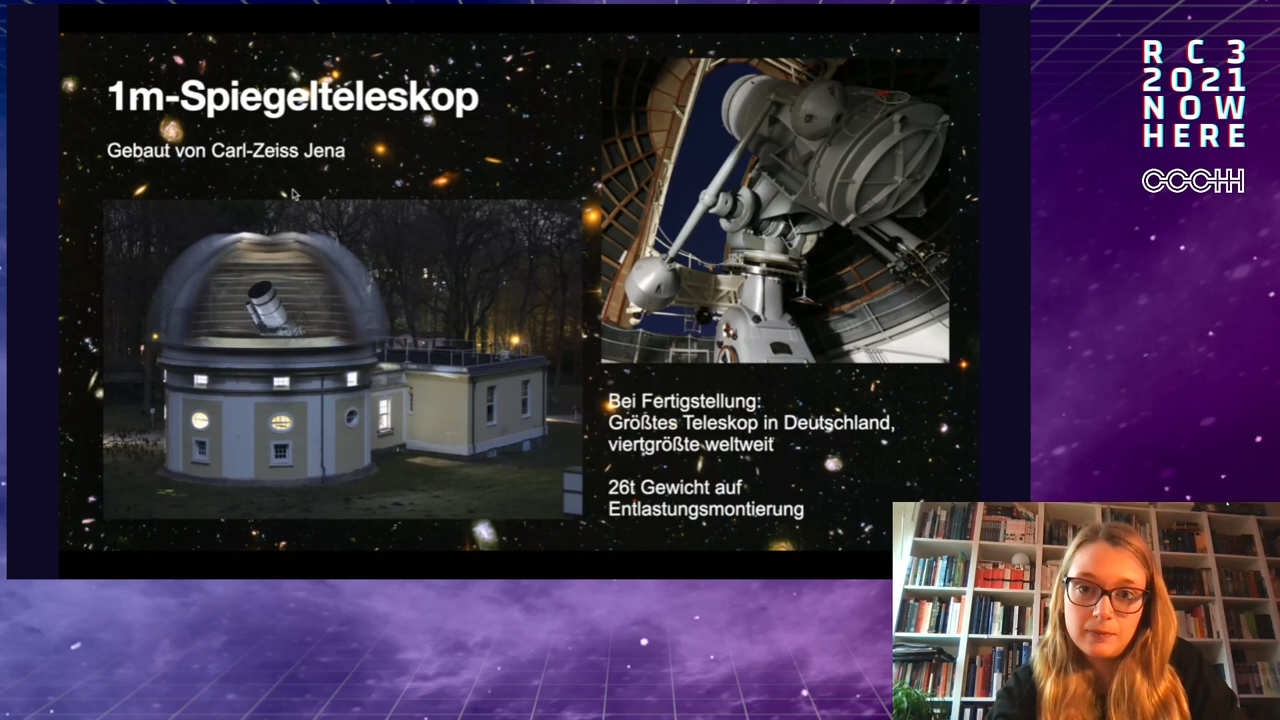 1m-Spiegelteleskop
Gebaut von Carl-Zeiss Jena
Bei Fertigstellung:
Größtes Teleskop in Deutschland,
viertgrößte weltweit
26t Gewicht auf
Entlastungsmontierung
RC3
2021
NOW
HERE
CCCHH